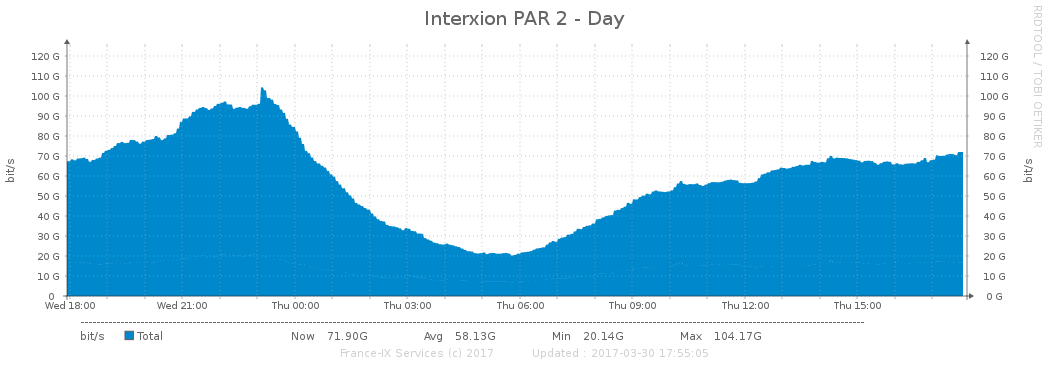 Interxion PAR 2 - Day
RRDTOOL / TOBI OETIKER
bit/s
bit/s
120 G 120 G
110 G 110 G
100 G 100 G
90 G 90 G
80 G 80 G
70 G 70 G
60 G 60 G
50 G 50 G
40 G 40 G
30 G 30 G
20 G 20 G
10 G 10 G
0 0 G
Wed 18:00 Wed 21:00 Thu 00:00 Thu 03:00 Thu 06:00 Thu 09:00 Thu 12:00 Thu 15:00
bit/s Total Now 71.90G Avg 58.13G Min 20.14G Max 104.17G
France-IX Services (c) 2017 Updated : 2017-03-30 17:55:05